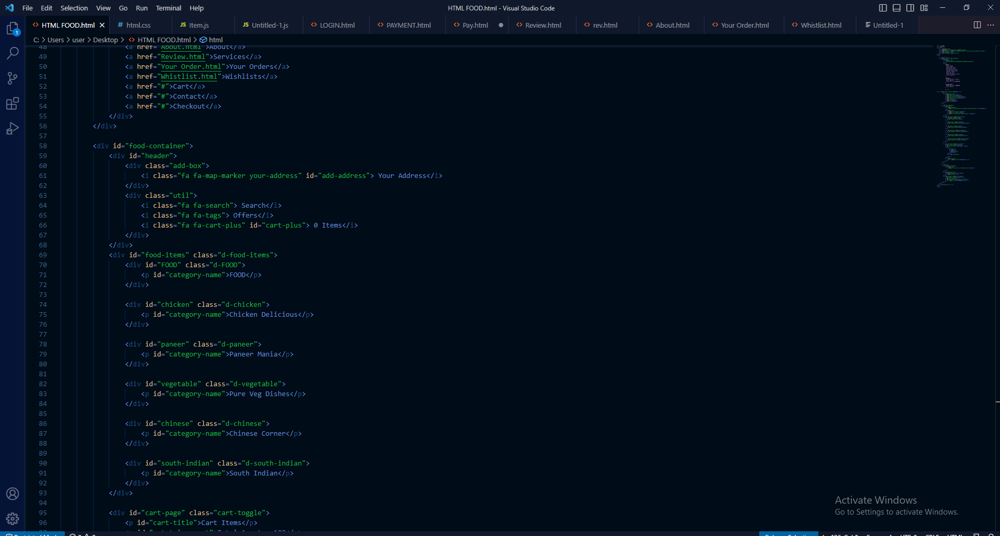 File Edit Selection View Go Run Terminal Help
HTML FOOD.html - Visual Studio Code
HTML FOOD.html
# html.css
JS Item.js
JS Untitled-1.js
<> LOGIN.html
<> PAYMENT.html
<> Pay.html
<> Review.html
<> rev.html
<> About.html
<> Your Order.html
<> Whistlist.html
Untitled-1
1
C: > Users > user > Desktop > <> HTML FOOD.html > html
48 <a href="About.html">About</a>
49 <a href="Review.html">Services</a>
50 <a href="Your Order.html">Your Orders</a>
51 <a href="Whistlist.html">Wishlists</a>
52 <a href="#">Cart</a>
53 <a href="#">Contact</a>
54 <a href="#">Checkout</a>
55 </div>
56 </div>
57
58 <div id="food-container">
59 <div id="header">
60 <div class="add-box">
61 <i class="fa fa-map-marker your-address" id="add-address"> Your Address</i>
62 </div>
63 <div class="util">
64 <i class="fa fa-search"> Search</i>
65 <i class="fa fa-tags"> Offers</i>
66 <i class="fa fa-cart-plus" id="cart-plus"> 0 Items</i>
67 </div>
68 </div>
69 <div id="food-items" class="d-food-items">
70 <div id="FOOD" class="d-FOOD">
71 <p id="category-name">FOOD</p>
72 </div>
73
74 <div id="chicken" class="d-chicken">
75 <p id="category-name">Chicken Delicious</p>
76 </div>
77
78 <div id="paneer" class="d-paneer">
79 <p id="category-name">Paneer Mania</p>
80 </div>
81
82 <div id="vegetable" class="d-vegetable">
83 <p id="category-name">Pure Veg Dishes</p>
84 </div>
85
86 <div id="chinese" class="d-chinese">
87 <p id="category-name">Chinese Corner</p>
88 </div>
89
90 <div id="south-indian" class="d-south-indian">
91 <p id="category-name">South Indian</p>
92 </div>
93 </div>
94
95 <div id="cart-page" class="cart-toggle">
96 <p id="cart-title">Cart Items</p>
Activate Windows
Go to Settings to activate Windows.